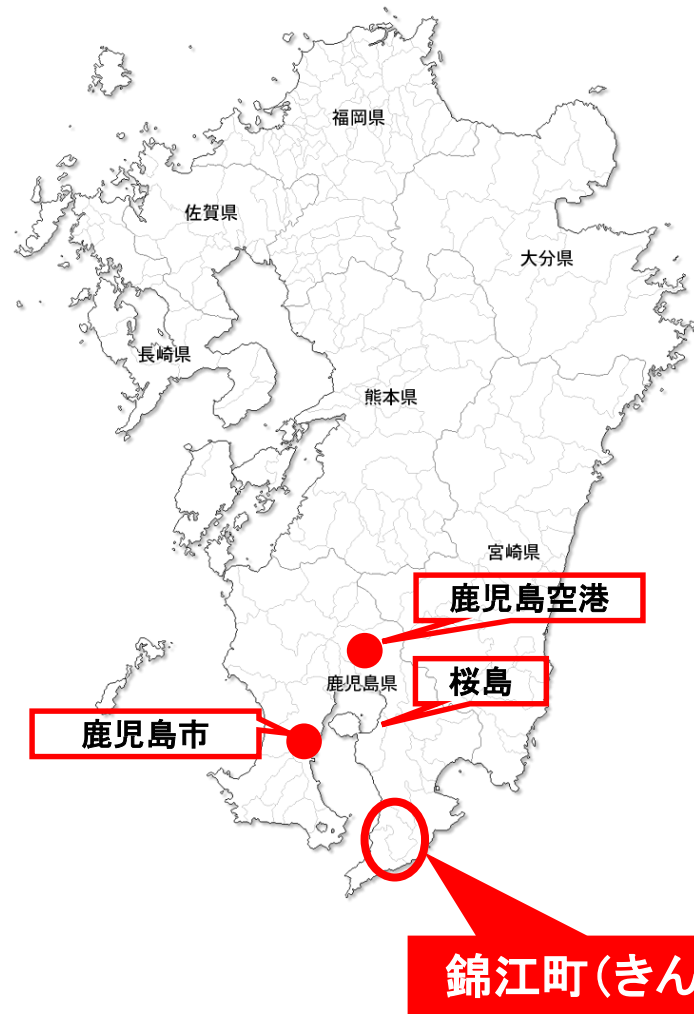 福岡県
佐賀県
大分県
長崎県
熊本県
宮崎県
鹿児島空港
鹿児島県
桜島
鹿児島市
錦江町(きん